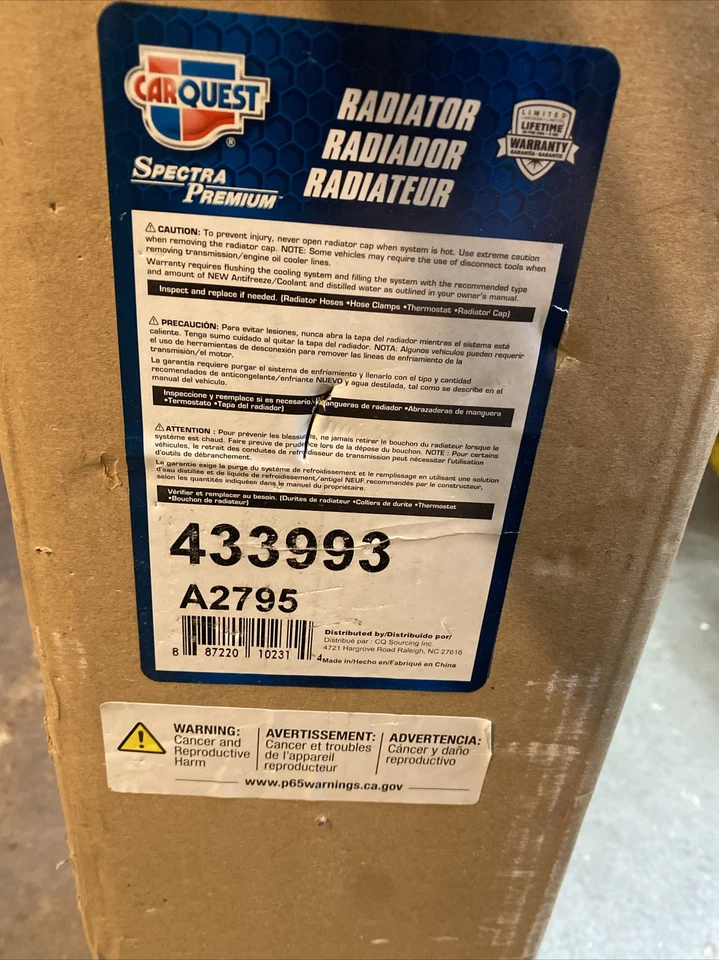 CARQUEST
®
SPECTRA
PREMIUM™
RADIATOR
RADIADOR
RADIATEUR
LIMITED
LIFETIME
WARRANTY
GARANTÍA•GARANTIE
⚠CAUTION: To prevent injury, never open radiator cap when system is hot. Use extreme caution
when removing the radiator cap. NOTE: Some vehicles may require the use of disconnect tools when
removing transmission/engine oil cooler lines.
Warranty requires flushing the cooling system and filling the system with the recommended type
and amount of NEW Antifreeze/Coolant and distilled water as outlined in your owner's manual.
Inspect and replace if needed. (Radiator Hoses •Hose Clamps •Thermostat •Radiator Cap)
⚠PRECAUCIÓN: Para evitar lesiones, nunca abra la tapa del radiador mientras el sistema esté
caliente. Tenga sumo cuidado al quitar la tapa del radiador. NOTA: Algunos vehículos pueden requerir
el uso de herramientas de desconexión para remover las líneas de enfriamiento de la
transmisión/el motor.
La garantía requiere purgar el sistema de enfriamiento y llenarlo con el tipo y cantidad
recomendados de anticongelante/enfriante NUEVO y agua destilada, tal como se describe en el
manual del vehículo.
Inspeccione y reemplace si es necesario. Mangueras de radiador •Abrazaderas de manguera
•Termostato •Tapa del radiador)
⚠ATTENTION : Pour prévenir les blessures, ne jamais retirer le bouchon du radiateur lorsque le
système est chaud. Faire preuve de prudence lors de la dépose du bouchon. NOTE : Pour certains
véhicules, le retrait des conduites de refroidisseur de transmission peut nécessiter l'utilisation
d'outils de débranchement.
La garantie exige la purge du système de refroidissement et le remplissage en utilisant une solution
d'eau distillée et de liquide de refroidissement/antigel NEUF recommandés par le constructeur,
selon les quantités indiquées dans le manuel du propriétaire.
Vérifier et remplacer au besoin. (Durites de radiateur •Colliers de durite •Thermostat
•Bouchon de radiateur)
433993
A2795
8 87220 10231 4
Distributed by/Distribuido por/
Distribué par : CQ Sourcing Inc.
4721 Hargrove Road Raleigh, NC 27616
Made in/Hecho en/Fabriqué en China
WARNING:
Cancer and
Reproductive
Harm
AVERTISSEMENT:
Cancer et troubles
de l'appareil
reproducteur
ADVERTENCIA:
Cáncer y daño
reproductivo
www.p65warnings.ca.gov